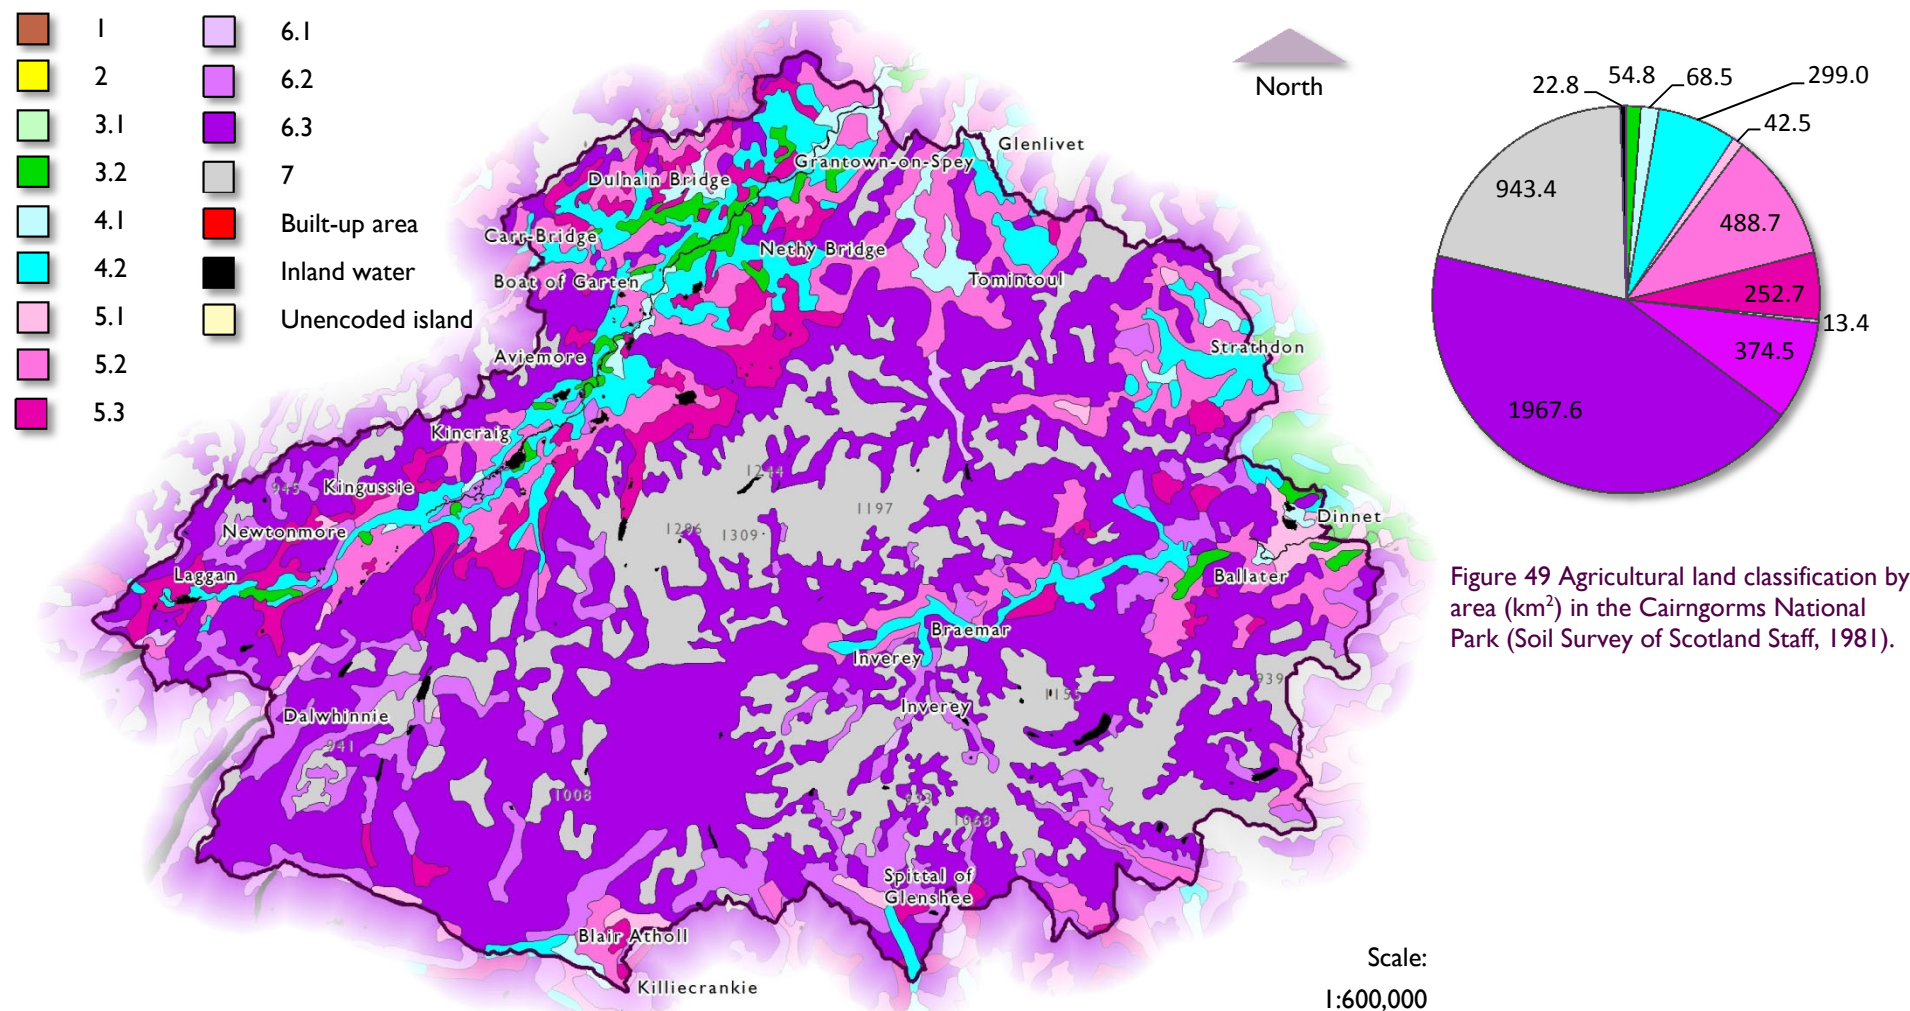 1
2
3.1
3.2
4.1
4.2
5.1
5.2
5.3
6.1
6.2
6.3
7
Built-up area
Inland water
Unencoded island
North
Glenlivet
Grantown-on-Spey
Dulnain Bridge
Carr-Bridge
Nethy Bridge
Boat of Garten
Tomintoul
Aviemore
Strathdon
Kincraig
1244
945
Kingussie
1197
Newtonmore
1296
1309
Dinnet
Laggan
Ballater
Braemar
Inverey
939
1155
Inverey
Dalwhinnie
941
1008
953
1068
Spittal of
Glenshee
Blair Atholl
Killiecrankie
Scale:
1:600,000
22.8
54.8
68.5
299.0
42.5
943.4
488.7
252.7
13.4
374.5
1967.6
Figure 49 Agricultural land classification by
area (km²) in the Cairngorms National
Park (Soil Survey of Scotland Staff, 1981).